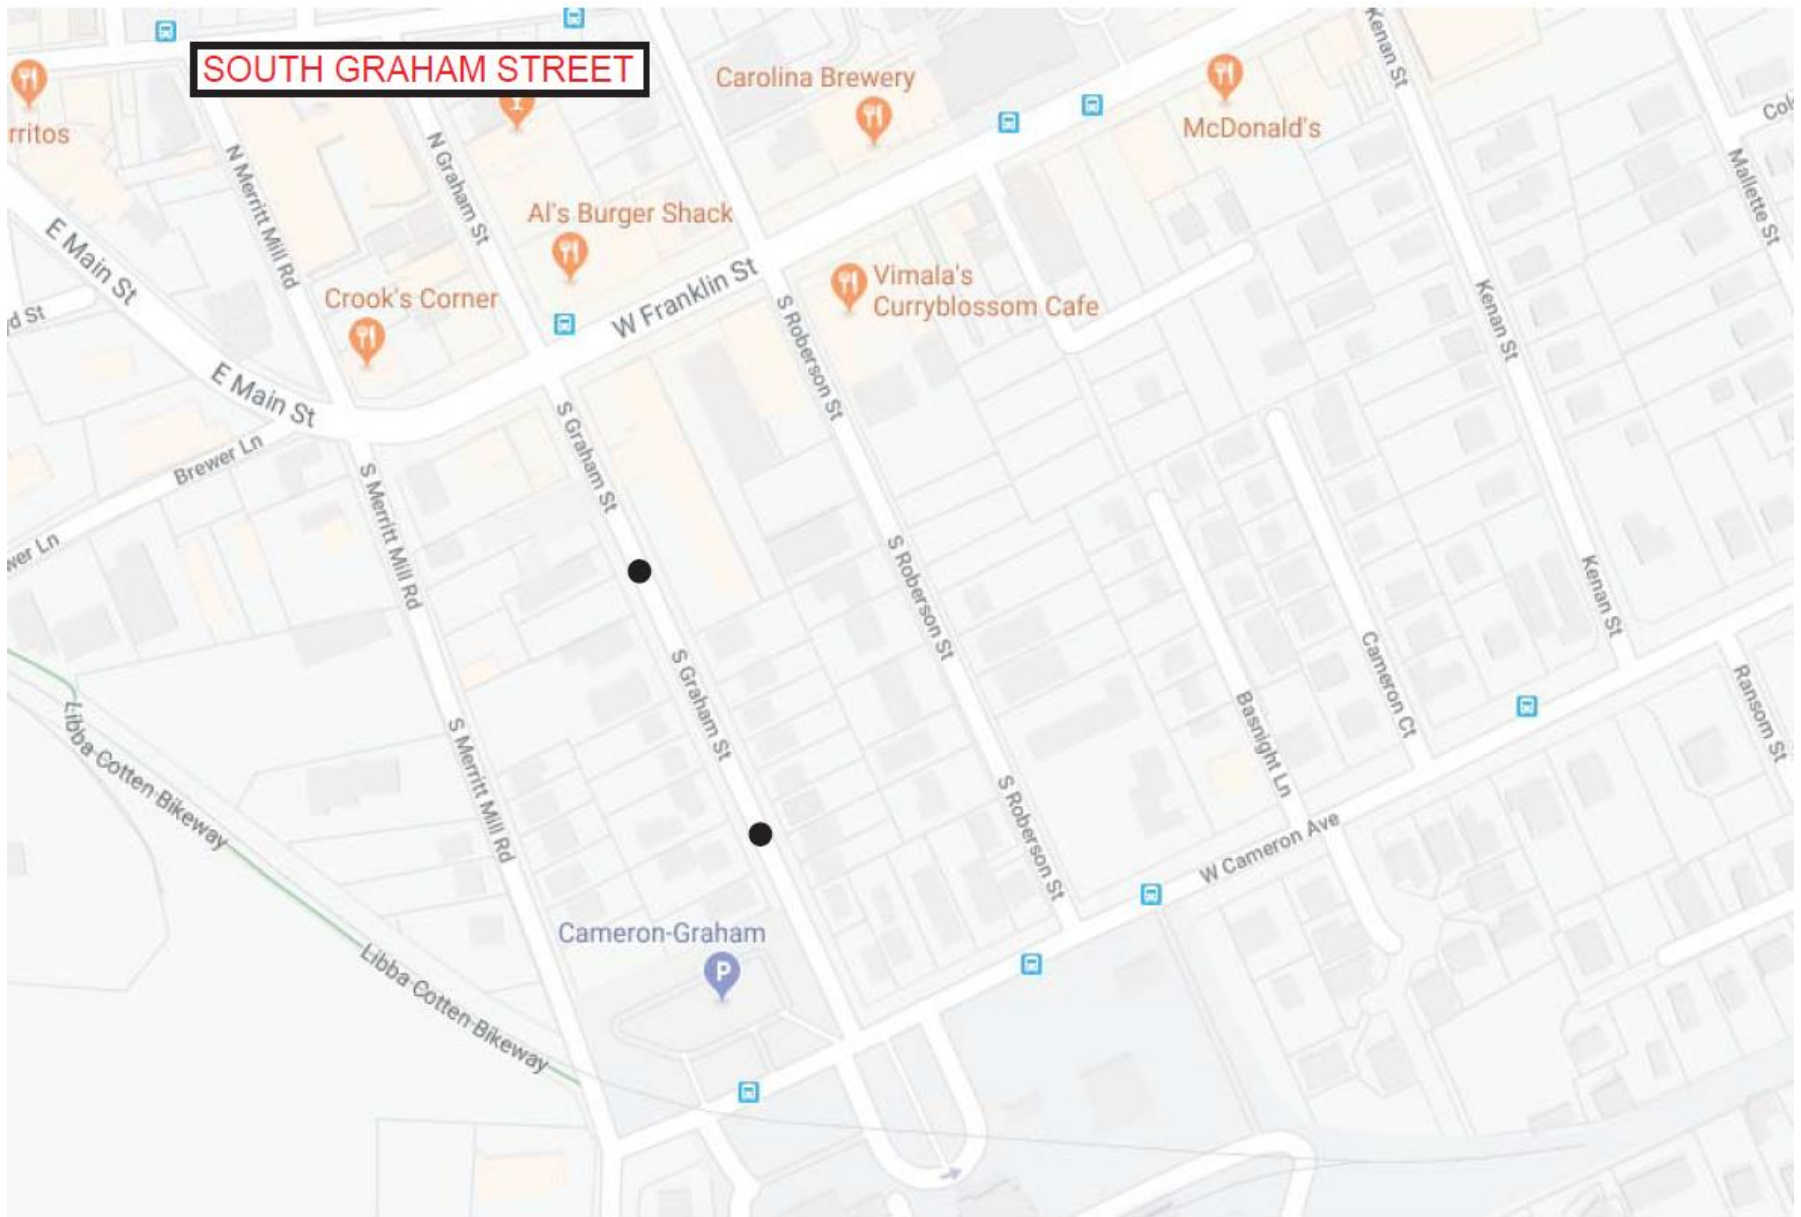 SOUTH GRAHAM STREET
Carolina Brewery
McDonald's
Kenan St
rritos
N Merritt Mill Rd
N Graham St
Mallette St
Al's Burger Shack
E Main St
W Franklin St
Vimala's
Curryblossom Cafe
Crook's Corner
d St
S Roberson St
Kenan St
E Main St
Brewer Ln
S Graham St
S Merritt Mill Rd
wer Ln
S Roberson St
Kenan St
S Graham St
Cameron Ct
Ransom St
Libba Cotten Bikeway
S Merritt Mill Rd
Basnight Ln
S Roberson St
W Cameron Ave
Cameron-Graham
P
Libba Cotten Bikeway